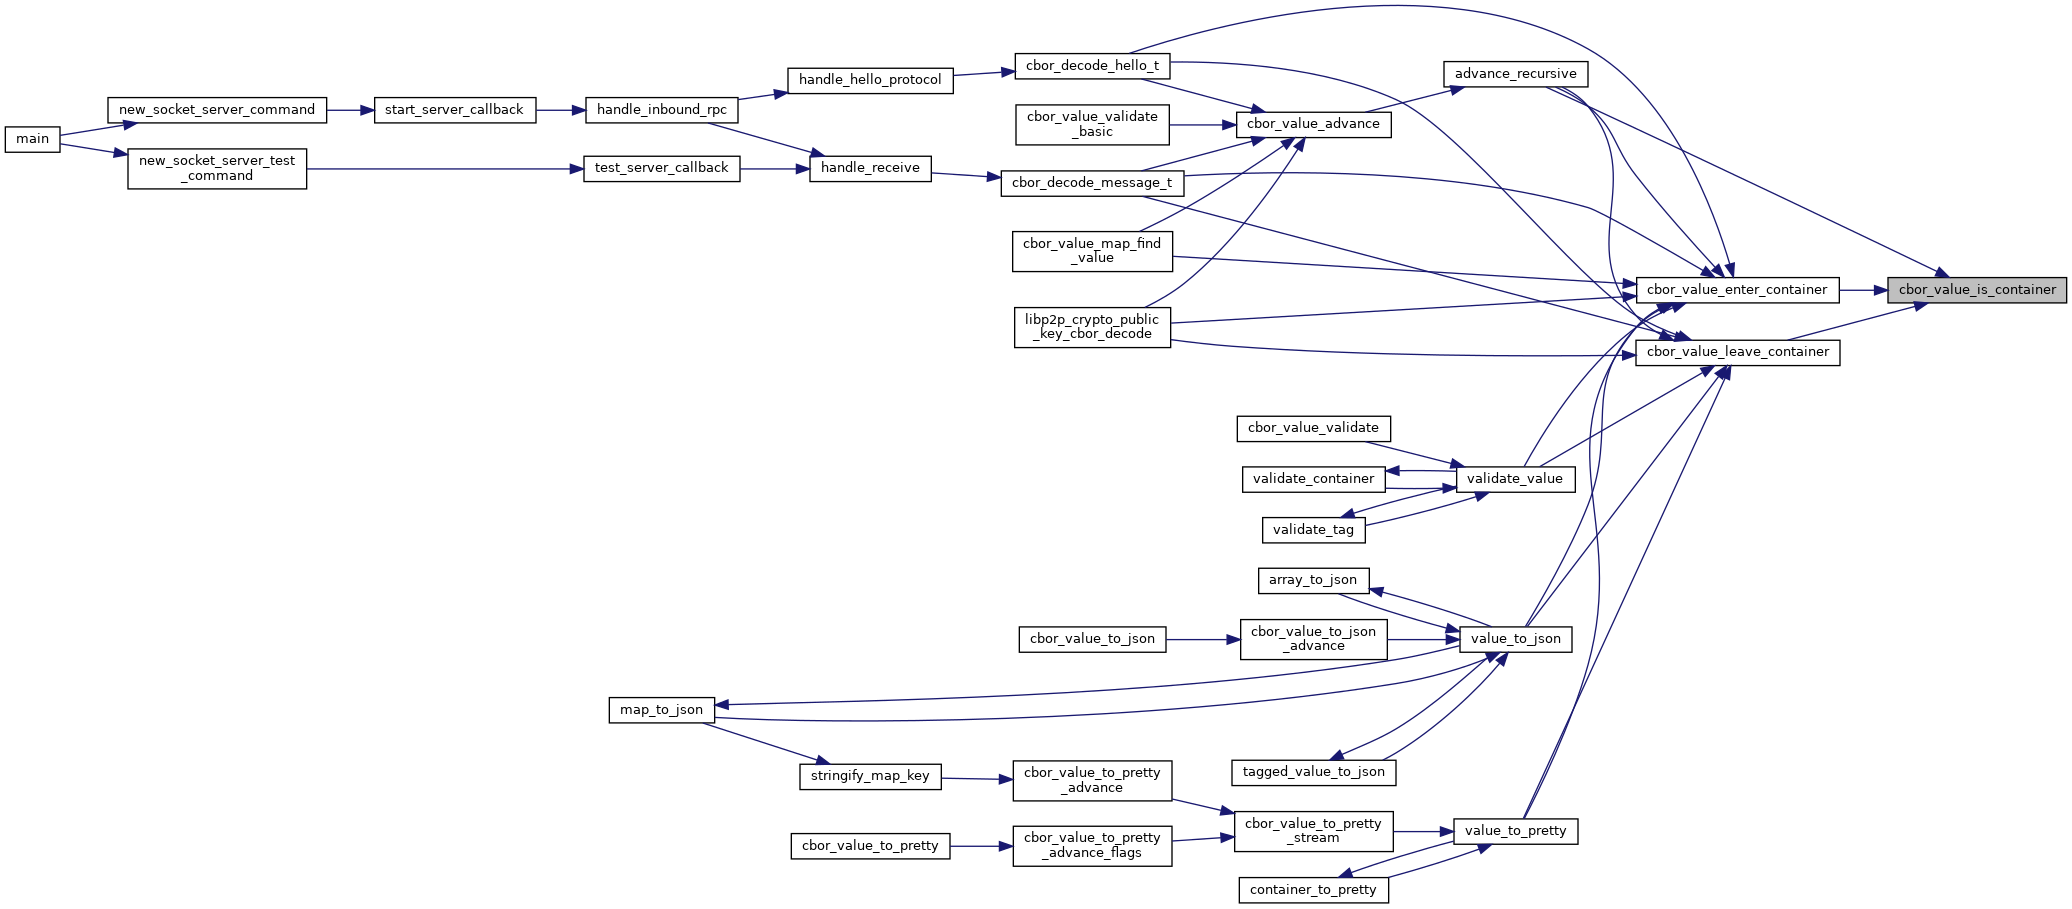 main
new_socket_server_command
new_socket_server_test
_command
start_server_callback
handle_inbound_rpc
test_server_callback
handle_hello_protocol
handle_receive
cbor_decode_hello_t
cbor_value_validate
_basic
cbor_decode_message_t
cbor_value_map_find
_value
libp2p_crypto_public
_key_cbor_decode
advance_recursive
cbor_value_advance
cbor_value_enter_container
cbor_value_is_container
cbor_value_leave_container
cbor_value_validate
validate_container
validate_value
validate_tag
array_to_json
cbor_value_to_json
cbor_value_to_json
_advance
value_to_json
map_to_json
tagged_value_to_json
stringify_map_key
cbor_value_to_pretty
_advance
cbor_value_to_pretty
cbor_value_to_pretty
_advance_flags
cbor_value_to_pretty
_stream
value_to_pretty
container_to_pretty